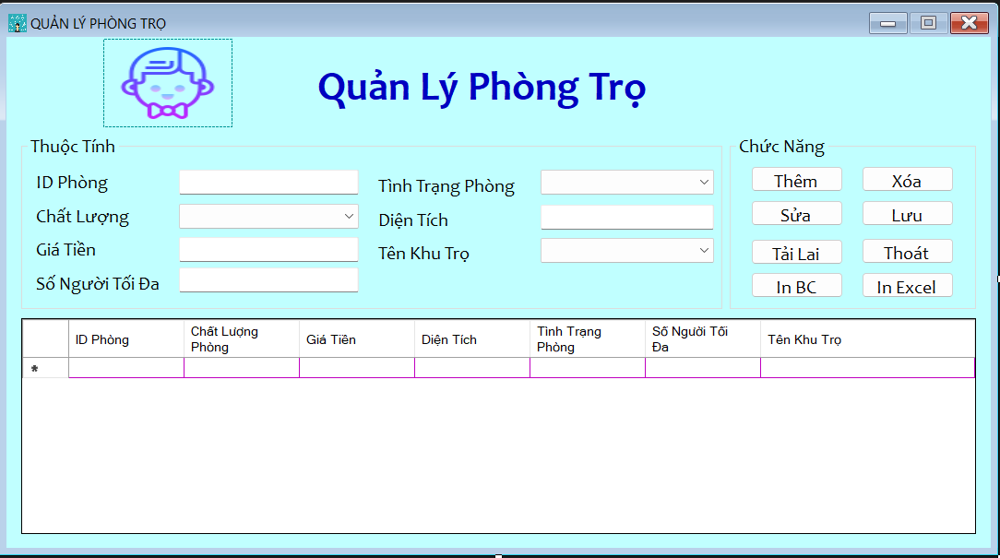 QUẢN LÝ PHÒNG TRỌ
Quản Lý Phòng Trọ
Thuộc Tính
ID Phòng
Chất Lượng
Giá Tiền
Số Người Tối Đa
Tình Trạng Phòng
Diện Tích
Tên Khu Trọ
Chức Năng
Thêm
Xóa
Sửa
Lưu
Tải Lai
Thoát
In BC
In Excel
ID Phòng
Chất Lượng
Phòng
Giá Tiền
Diện Tích
Tình Trạng
Phòng
Số Người Tối
Đa
Tên Khu Trọ
*